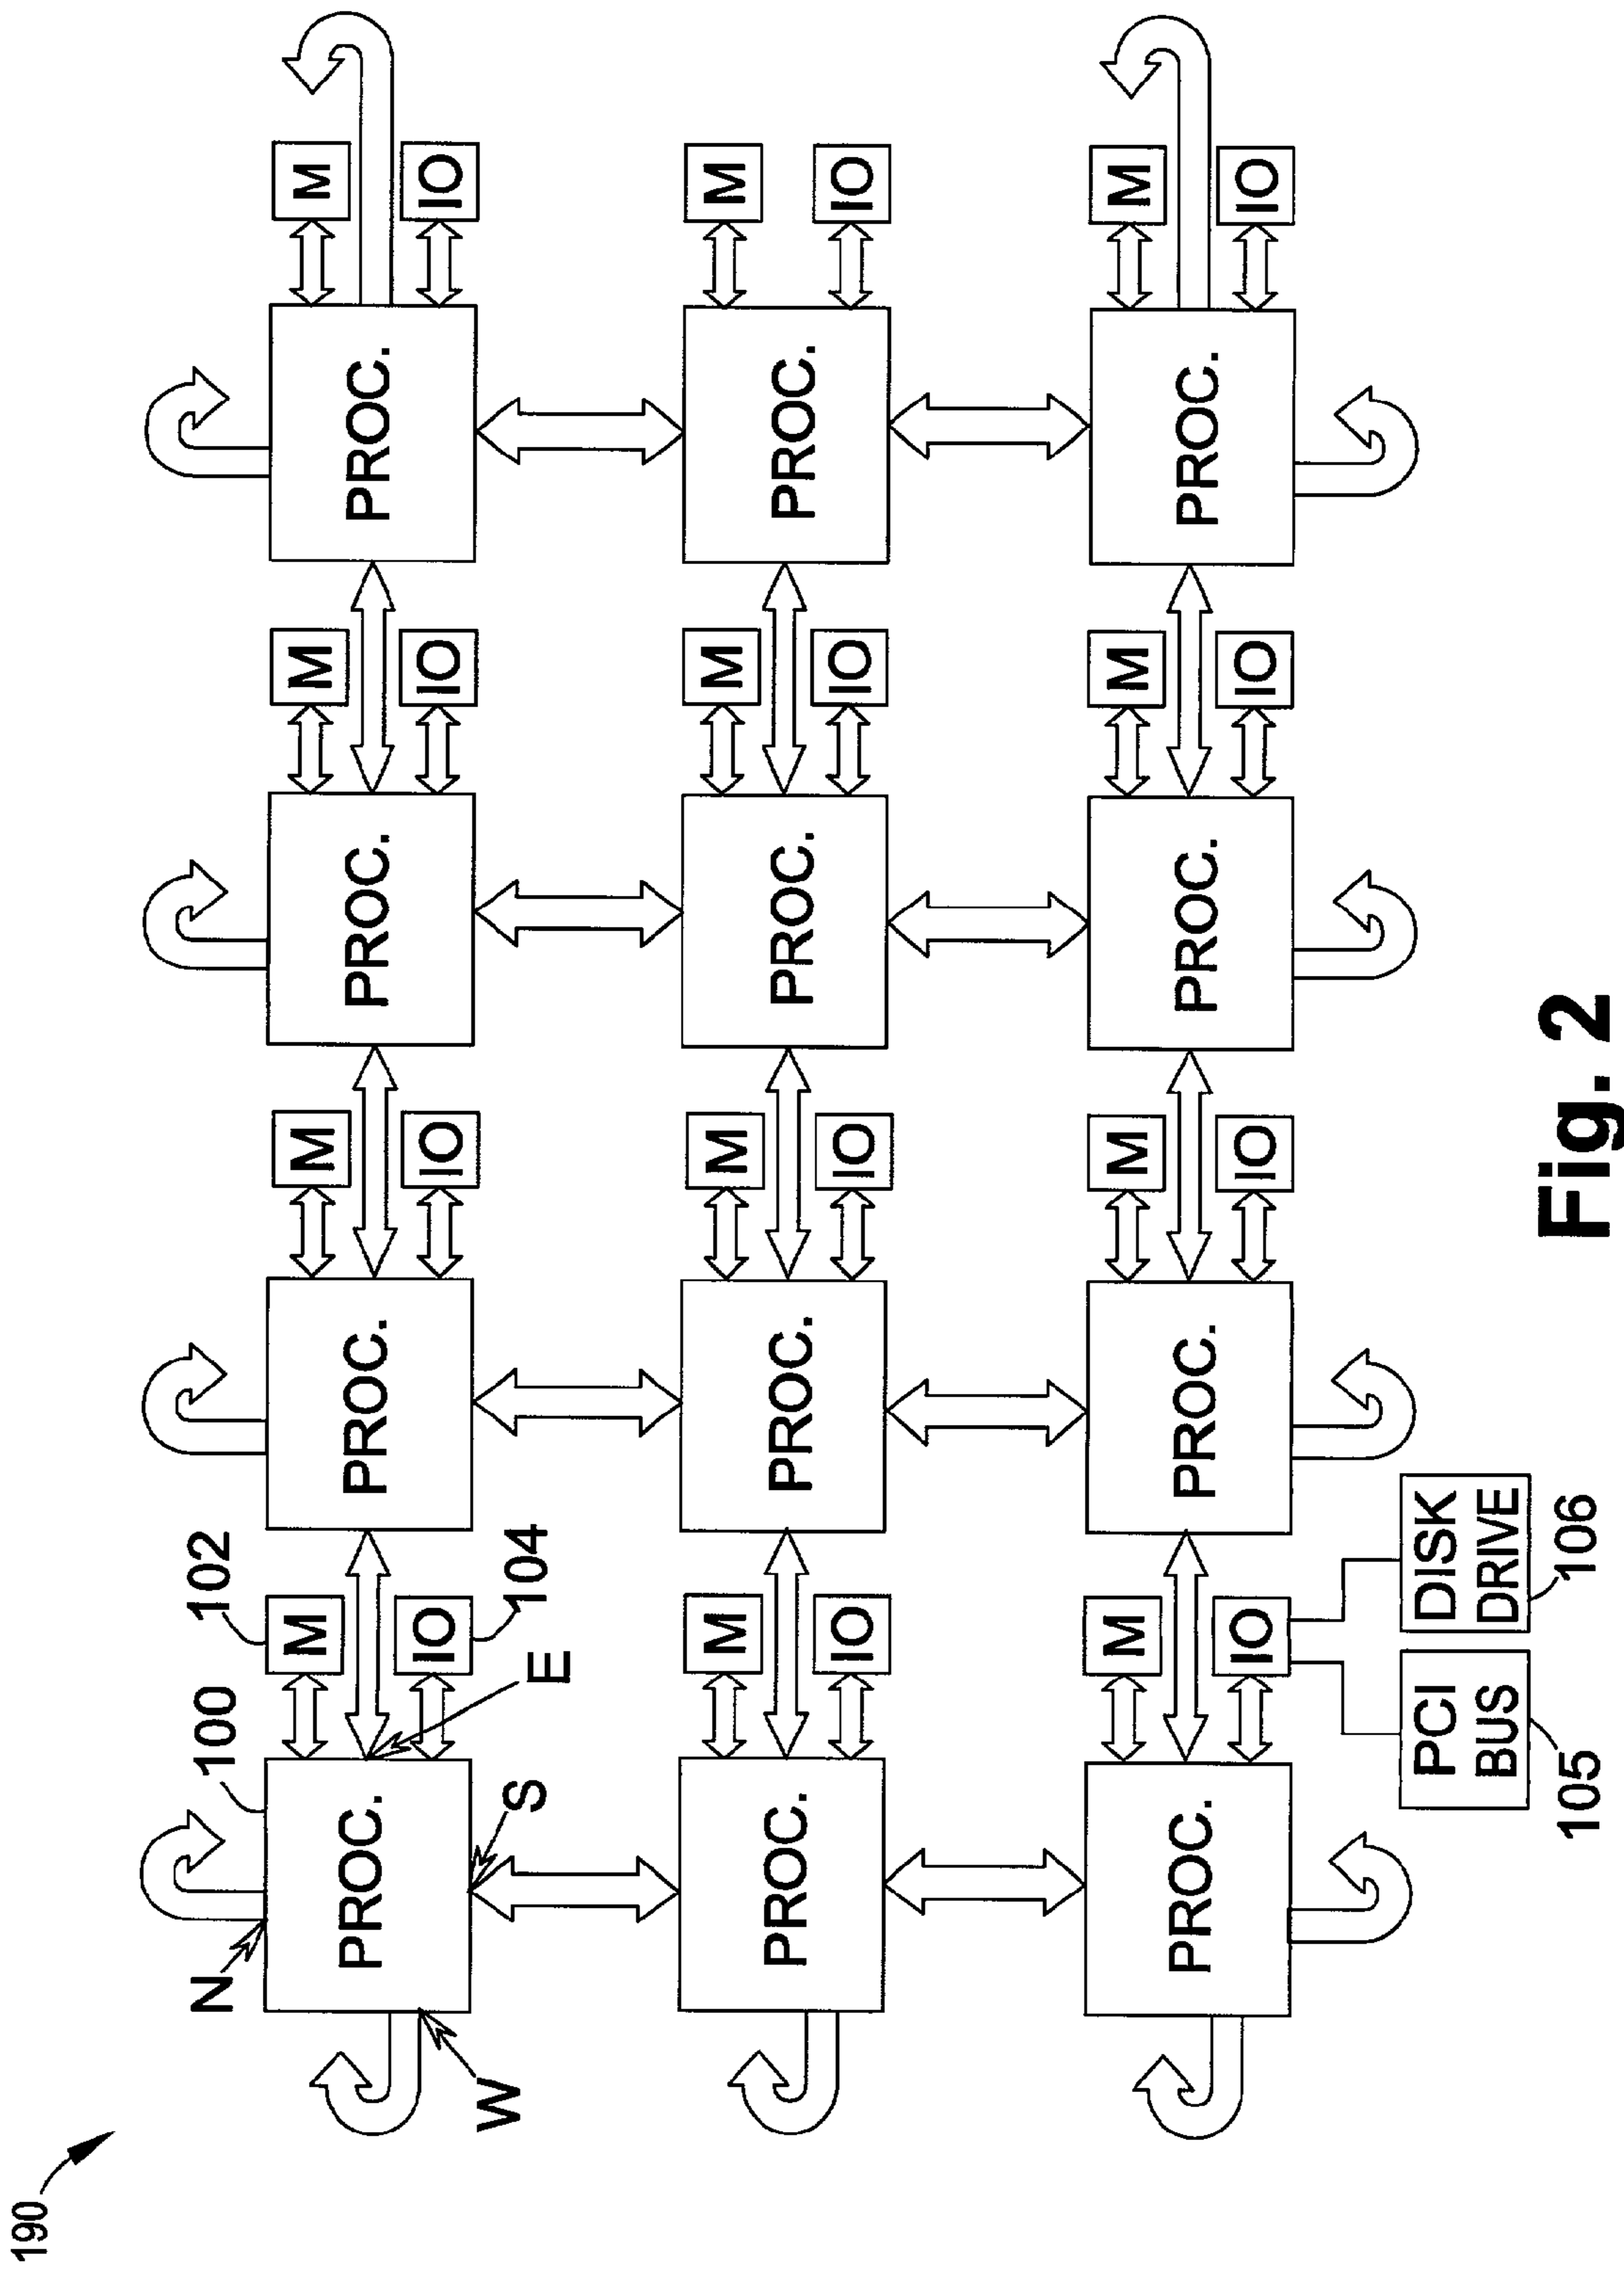 190
N
100
102
M
M
M
M
PROC.
PROC.
PROC.
PROC.
IO
IO
IO
IO
W
S
E
104
M
M
M
M
PROC.
PROC.
PROC.
PROC.
IO
IO
IO
IO
M
M
M
M
PROC.
PROC.
PROC.
PROC.
IO
IO
IO
IO
PCI
BUS
DISK
DRIVE
105
106
Fig. 2